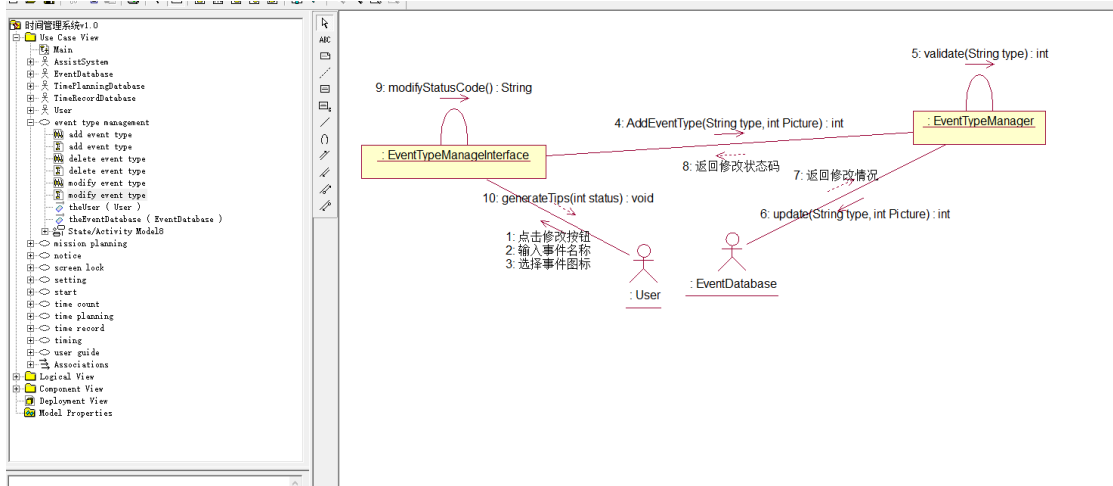 时间管理系统v1.0
Use Case View
Main
AssistSystem
EventDatabase
TimePlanningDatabase
TimeRecordDatabase
User
event type management
add event type
add event type
delete event type
delete event type
modify event type
modify event type
theUser ( User )
theEventDatabase ( EventDatabase )
State/Activity Model8
mission planning
notice
screen lock
setting
start
time count
time planning
time record
timing
user guide
Associations
Logical View
Component View
Deployment View
Model Properties
ABC
5: validate(String type) : int
9: modifyStatusCode() : String
4: AddEventType(String type, int Picture) : int
: EventTypeManager
: EventTypeManageInterface
8: 返回修改状态码
7: 返回修改情况
10: generateTips(int status) : void
6: update(String type, int Picture) : int
1: 点击修改按钮
2: 输入事件名称
3: 选择事件图标
: EventDatabase
: User